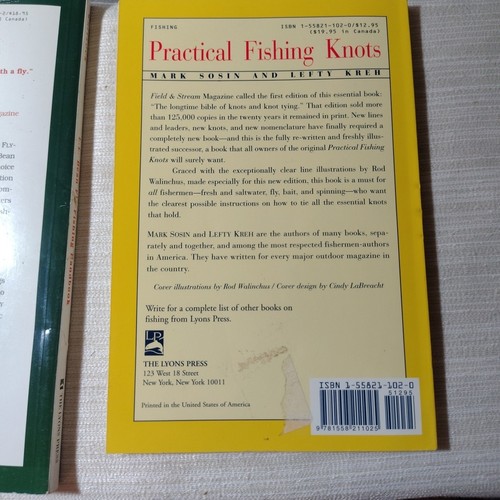 FISHING
ISBN 1-55821-102-0/$12.95
($19.95 in Canada)
Practical Fishing Knots
MARK SOSIN AND LEFTY KREH
Field & Stream Magazine called the first edition of this essential book:
"The longtime bible of knots and knot tying." That edition sold more
than 125,000 copies in the twenty years it remained in print. New lines
and leaders, new knots, and new nomenclature have finally required a
completely new book—and this is the fully re-written and freshly illus-
trated successor, a book that all owners of the original Practical Fishing
Knots will surely want.
Graced with the exceptionally clear line illustrations by Rod
Walinchus, made especially for this new edition, this book is a must for
all fishermen—fresh and saltwater, fly, bait, and spinning—who want
the clearest possible instructions on how to tie all the essential knots
that hold.
MARK SOSIN and LEFTY KREH are the authors of many books, sepa-
rately and together, and among the most respected fishermen-authors
in America. They have written for every major outdoor magazine in
the country.
Cover illustrations by Rod Walinchus / Cover design by Cindy LaBreacht
Write for a complete list of other books on
fishing from Lyons Press.
LP
THE LYONS PRESS
123 West 18 Street
New York, New York 10011
Printed in the United States of America
ISBN 1-55821-102-0
51295
9 781558 211025
in Canada)
th a fly."
agazine
FLY-
Bean
oice
tion
om-
ers